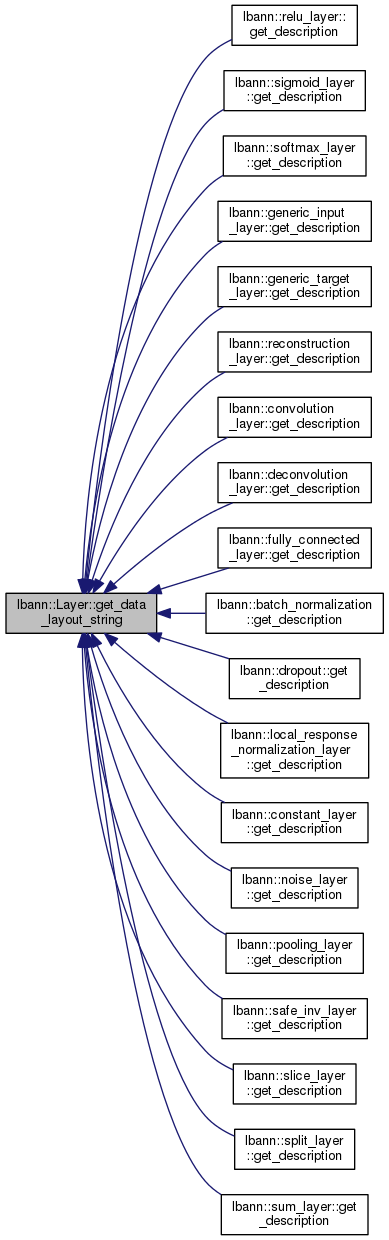 lbann::relu_layer::
get_description
lbann::sigmoid_layer
::get_description
lbann::softmax_layer
::get_description
lbann::generic_input
_layer::get_description
lbann::generic_target
_layer::get_description
lbann::reconstruction
_layer::get_description
lbann::convolution
_layer::get_description
lbann::deconvolution
_layer::get_description
lbann::fully_connected
_layer::get_description
lbann::Layer::get_data
_layout_string
lbann::batch_normalization
::get_description
lbann::dropout::get
_description
lbann::local_response
_normalization_layer
::get_description
lbann::constant_layer
::get_description
lbann::noise_layer
::get_description
lbann::pooling_layer
::get_description
lbann::safe_inv_layer
::get_description
lbann::slice_layer
::get_description
lbann::split_layer
::get_description
lbann::sum_layer::get
_description